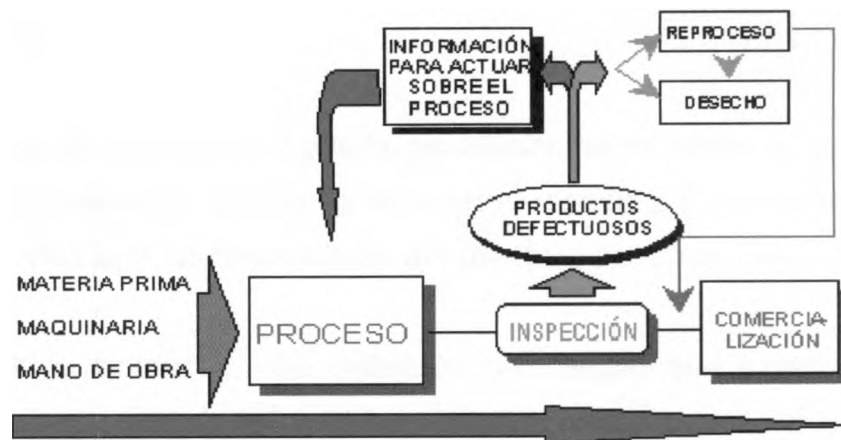 INFORMACIÓN
PARA ACTUAR
SOBRE EL
PROCESO
REPROCESO
DESECHO
PRODUCTOS
DEFECTUOSOS
MATERIA PRIMA
MAQUINARIA
MANO DE OBRA
PROCESO
INSPECCIÓN
COMERCIA-
LIZACIÓN